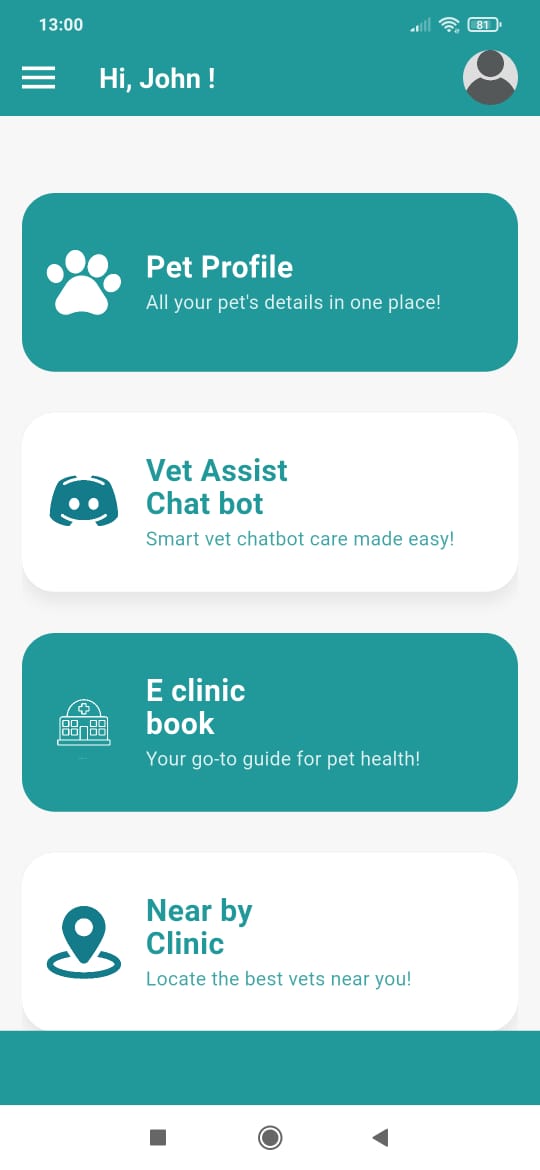 13:00
81
Hi, John !
Pet Profile
All your pet's details in one place!
Vet Assist
Chat bot
Smart vet chatbot care made easy!
E clinic
book
Your go-to guide for pet health!
Near by
Clinic
Locate the best vets near you!